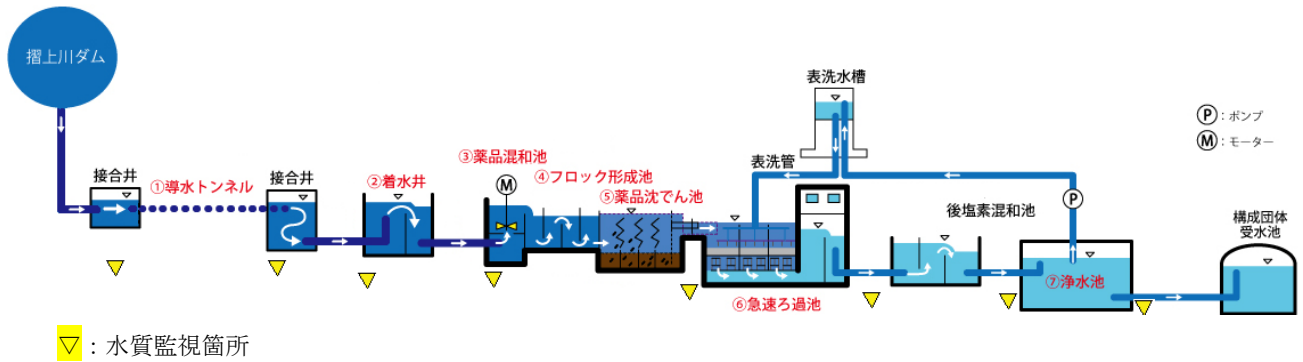 摺上川ダム
接合井
①導水トンネル
接合井
②着水井
③薬品混和池
M
④フロック形成池
⑤薬品沈でん池
表洗水槽
表洗管
⑥急速ろ過池
後塩素混和池
P
⑦浄水池
構成団体
受水池
P:ポンプ
M:モーター
▽:水質監視箇所